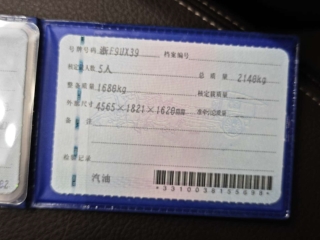 号牌号码 浙F5UX39 档案编号
核定载人数 5人 总质量 2140kg
整备质量 1680kg 核定载质量
外廓尺寸 4565×1821×1620mm 准牵引总质量
备注
检验记录
汽油